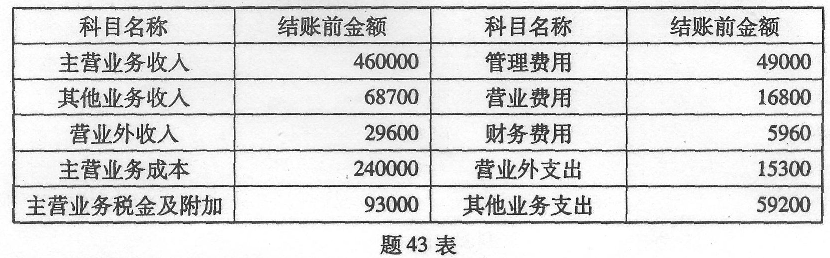 科目名称 结账前金额 科目名称 结账前金额
主营业务收入 460000 管理费用 49000
其他业务收入 68700 营业费用 16800
营业外收入 29600 财务费用 5960
主营业务成本 240000 营业外支出 15300
主营业务税金及附加 93000 其他业务支出 59200
题43表